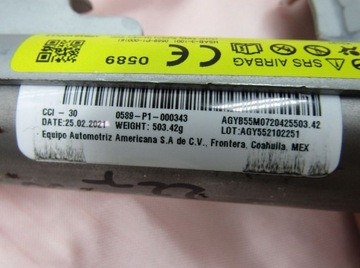 0589
SRS AIRBAG
CCI - 30
0589-P1-000343
AGYB55M0720425503.42
DATE:25.02.2021
WEIGHT: 503.42g
LOT:AGY552102251
Equipo Automotriz Americana S.A de C.V., Frontera, Coahuila, MEX